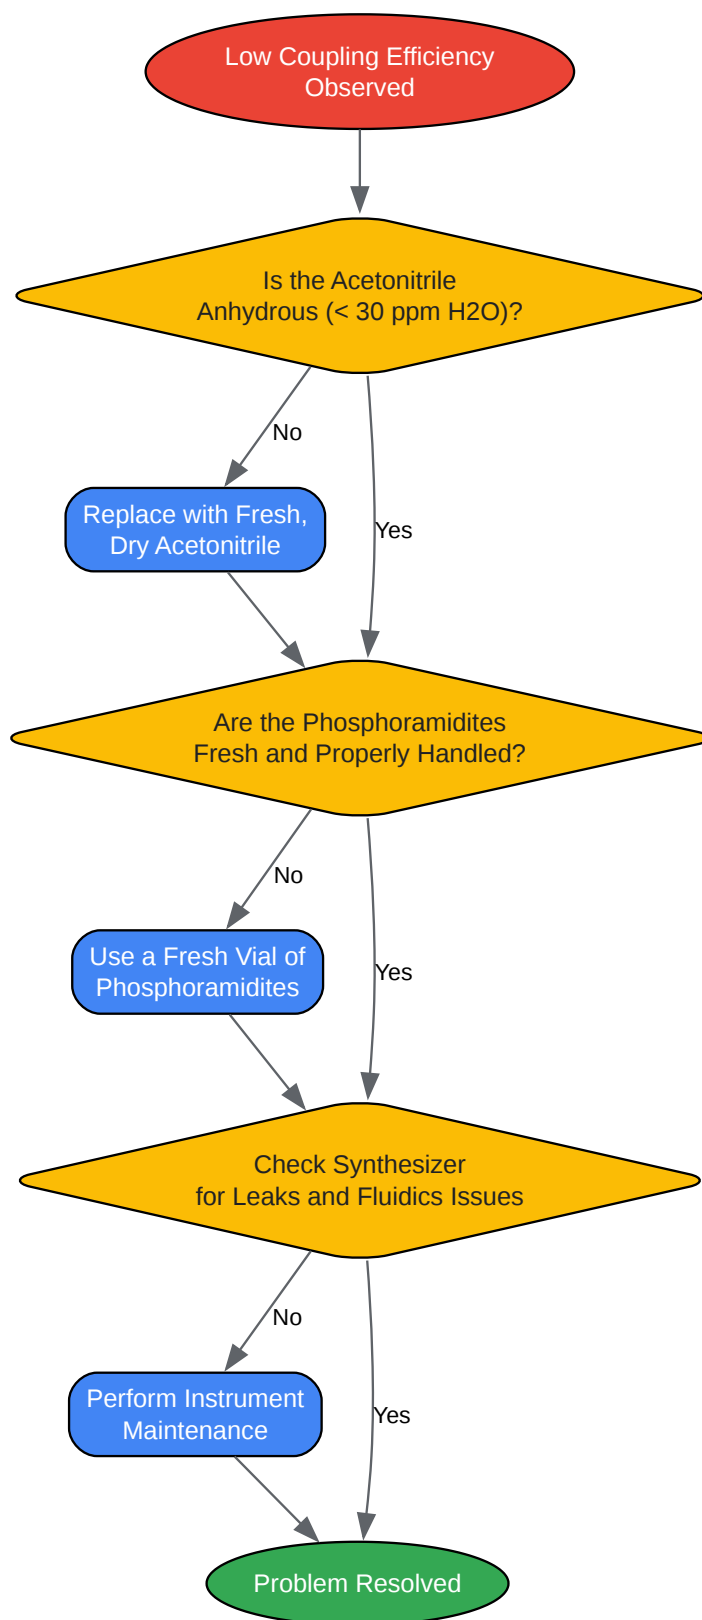 Low Coupling Efficiency
Observed
Is the Acetonitrile
Anhydrous (< 30 ppm H2O)?
No
Replace with Fresh,
Dry Acetonitrile
Yes
Are the Phosphoramidites
Fresh and Properly Handled?
No
Use a Fresh Vial of
Phosphoramidites
Yes
Check Synthesizer
for Leaks and Fluidics Issues
No
Perform Instrument
Maintenance
Yes
Problem Resolved